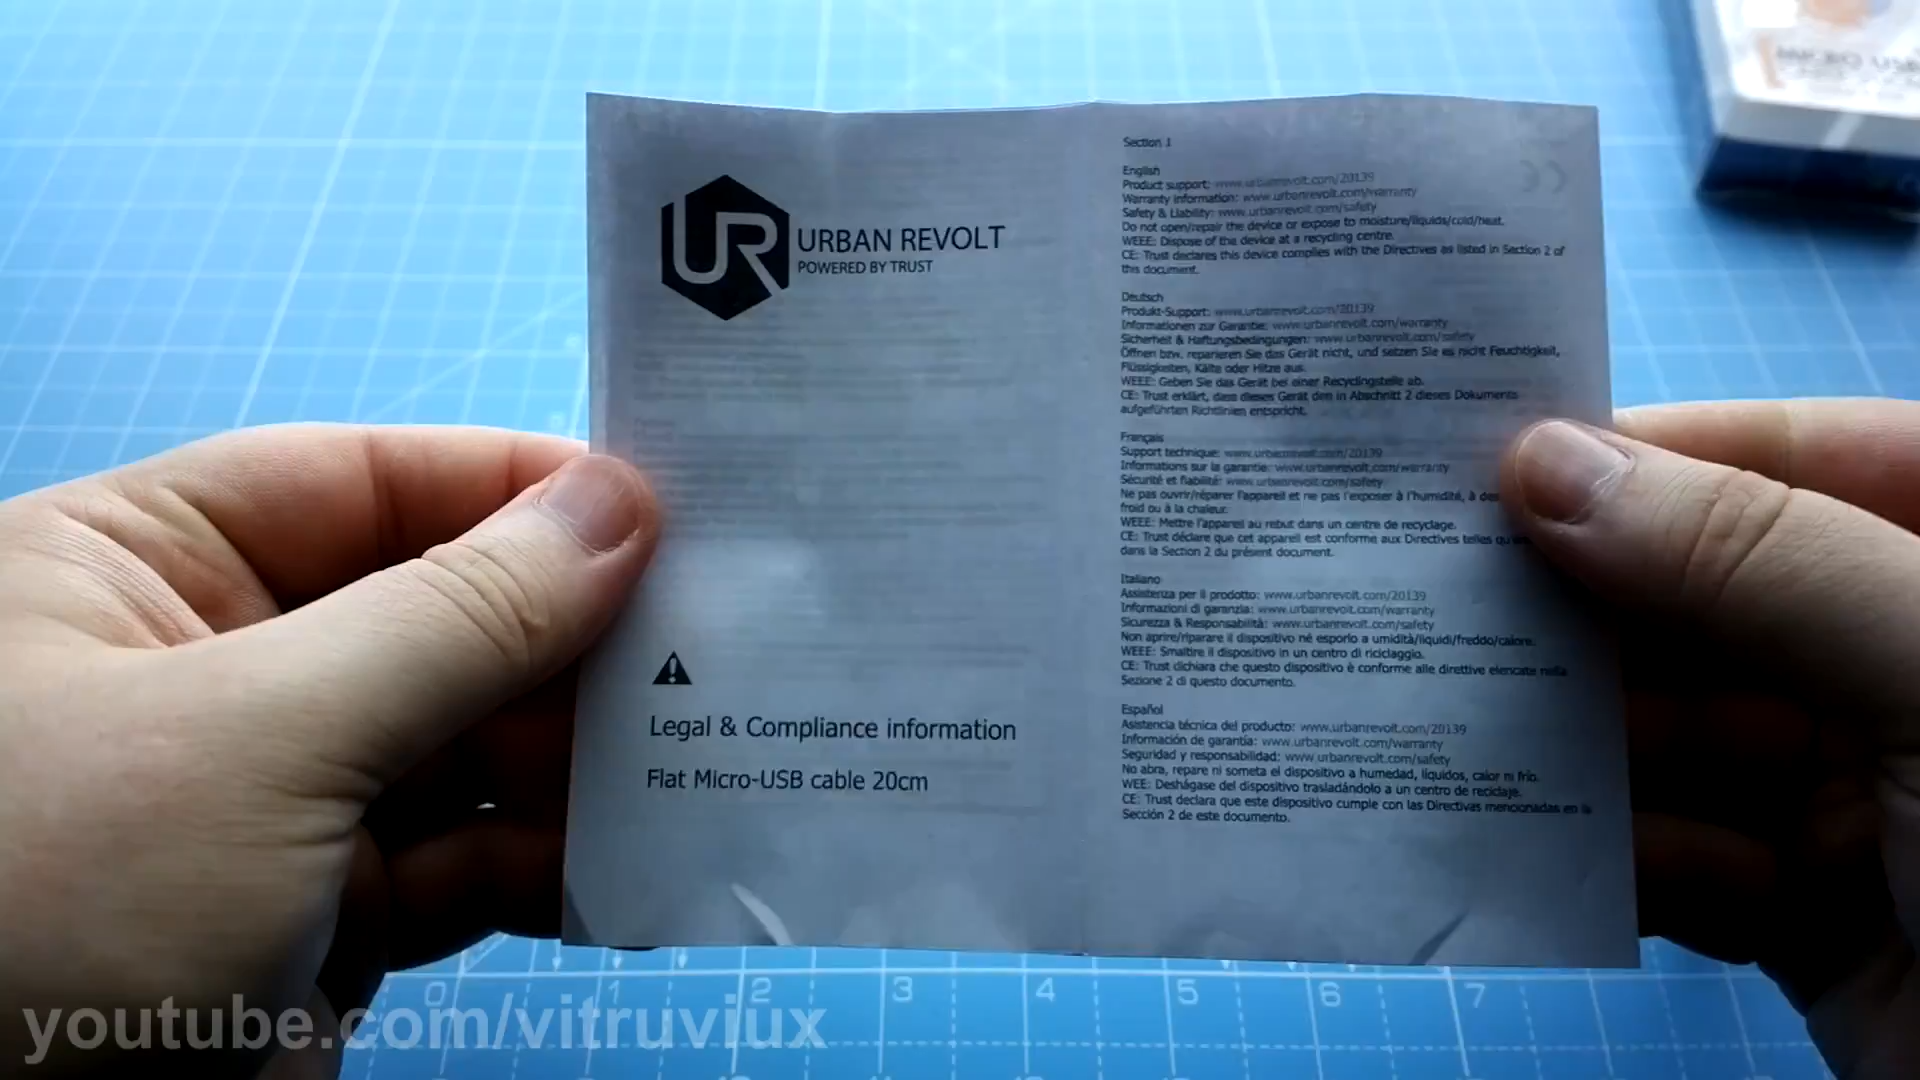 UR
URBAN REVOLT
POWERED BY TRUST
Legal & Compliance information
Flat Micro-USB cable 20cm
Section 1
English
Product support: www.urbanrevolt.com/20139
Warranty information: www.urbanrevolt.com/warranty
Safety & Liability: www.urbanrevolt.com/safety
Do not open/repair the device or expose to moisture/liquids/cold/heat.
WEEE: Dispose of the device at a recycling centre.
CE: Trust declares this device complies with the Directives as listed in Section 2 of
this document.
Deutsch
Produkt-Support: www.urbanrevolt.com/20139
Informationen zur Garantie: www.urbanrevolt.com/warranty
Sicherheit & Haftungsbedingungen: www.urbanrevolt.com/safety
Öffnen bzw. reparieren Sie das Gerät nicht, und setzen Sie es nicht Feuchtigkeit,
Flüssigkeiten, Kälte oder Hitze aus.
WEEE: Geben Sie das Gerät bei einer Recyclingstelle ab.
CE: Trust erklärt, dass dieses Gerät den in Abschnitt 2 dieses Dokuments
aufgeführten Richtlinien entspricht.
Français
Support technique: www.urbanrevolt.com/20139
Informations sur la garantie: www.urbanrevolt.com/warranty
Sécurité et fiabilité: www.urbanrevolt.com/safety
Ne pas ouvrir/réparer l'appareil et ne pas l'exposer à l'humidité, à des
froid ou à la chaleur.
WEEE: Mettre l'appareil au rebut dans un centre de recyclage.
CE: Trust déclare que cet appareil est conforme aux Directives telles
dans la Section 2 du présent document.
Italiano
Assistenza per il prodotto: www.urbanrevolt.com/20139
Informazioni di garanzia: www.urbanrevolt.com/warranty
Sicurezza & Responsabilità: www.urbanrevolt.com/safety
Non aprire/riparare il dispositivo né esporlo a umidità/liquidi/freddo/calore.
WEEE: Smaltire il dispositivo in un centro di riciclaggio.
CE: Trust dichiara che questo dispositivo è conforme alle direttive elencate nella
Sezione 2 di questo documento.
Español
Asistencia técnica del producto: www.urbanrevolt.com/20139
Información de garantía: www.urbanrevolt.com/warranty
Seguridad y responsabilidad: www.urbanrevolt.com/safety
No abra, repare ni someta el dispositivo a humedad, líquidos, calor ni frío.
WEE: Deshágase del dispositivo trasladándolo a un centro de reciclaje.
CE: Trust declara que este dispositivo cumple con las Directivas mencionadas en la
Sección 2 de este documento.
CE
MICRO USB
0 1 2 3 4 5 6 7
youtube.com/vitruviux